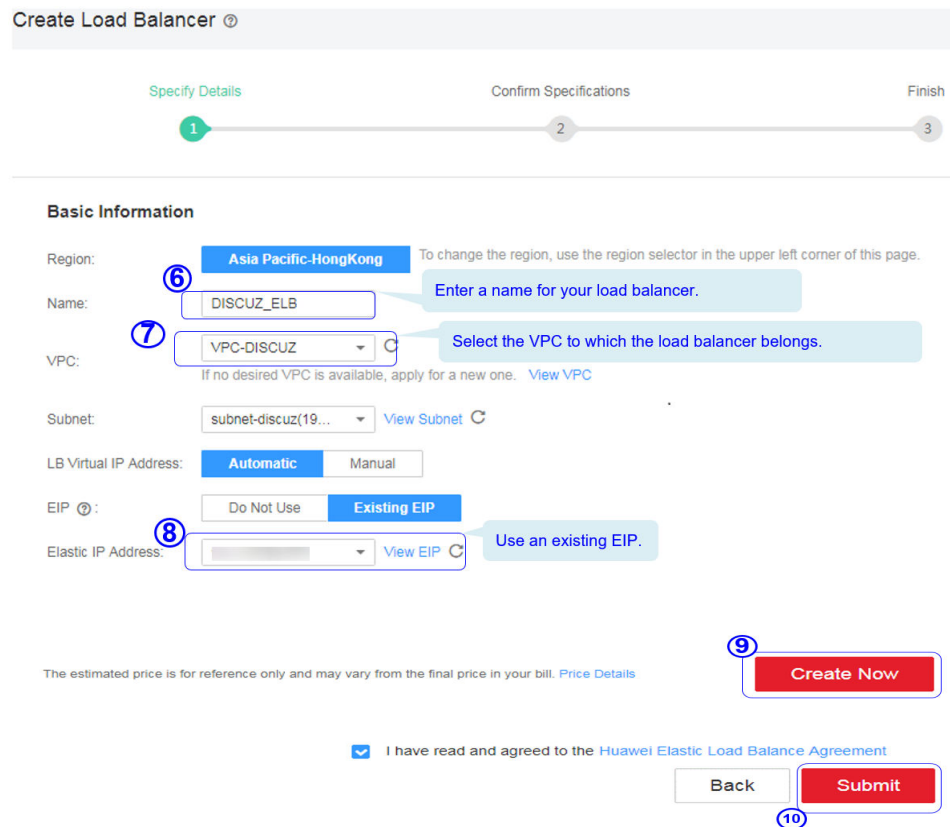 Create Load Balancer ?
Specify Details Confirm Specifications Finish
1 2 3
Basic Information
Region: Asia Pacific-HongKong To change the region, use the region selector in the upper left corner of this page.
⑥ Enter a name for your load balancer.
Name: DISCUZ_ELB
⑦ Select the VPC to which the load balancer belongs.
VPC: VPC-DISCUZ
If no desired VPC is available, apply for a new one. View VPC
Subnet: subnet-discuz(19... View Subnet
LB Virtual IP Address: Automatic Manual
EIP ? : Do Not Use Existing EIP
⑧ Use an existing EIP.
Elastic IP Address: View EIP
⑨
The estimated price is for reference only and may vary from the final price in your bill. Price Details Create Now
I have read and agreed to the Huawei Elastic Load Balance Agreement
Back Submit
⑩